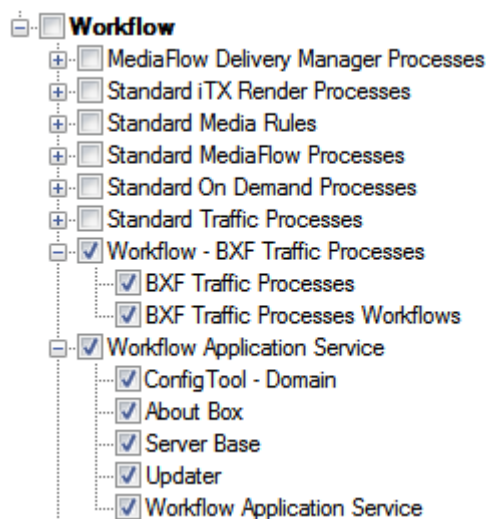 Workflow
MediaFlow Delivery Manager Processes
Standard iTX Render Processes
Standard Media Rules
Standard MediaFlow Processes
Standard On Demand Processes
Standard Traffic Processes
Workflow - BXF Traffic Processes
BXF Traffic Processes
BXF Traffic Processes Workflows
Workflow Application Service
ConfigTool - Domain
About Box
Server Base
Updater
Workflow Application Service